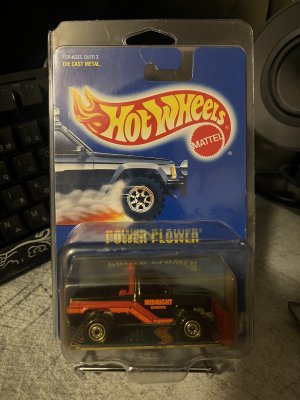 FOR AGES OVER 3
DIE CAST METAL.
Hot Wheels
MATTEL
POWER PLOWER
MIDNIGHT